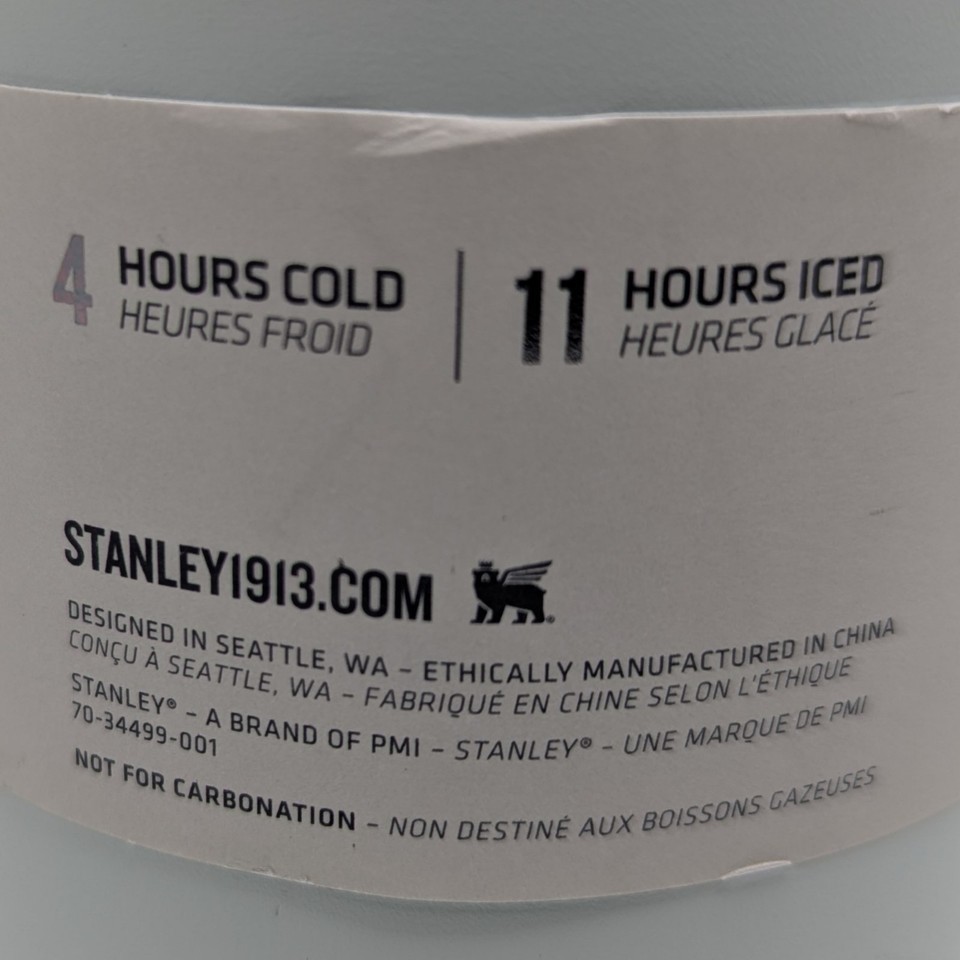 4 HOURS COLD
HEURES FROID
11 HOURS ICED
HEURES GLACÉ
STANLEY1913.COM
DESIGNED IN SEATTLE, WA – ETHICALLY MANUFACTURED IN CHINA
CONÇU À SEATTLE, WA – FABRIQUÉ EN CHINE SELON L'ÉTHIQUE
STANLEY® – A BRAND OF PMI – STANLEY® – UNE MARQUE DE PMI
70-34499-001
NOT FOR CARBONATION – NON DESTINÉ AUX BOISSONS GAZEUSES